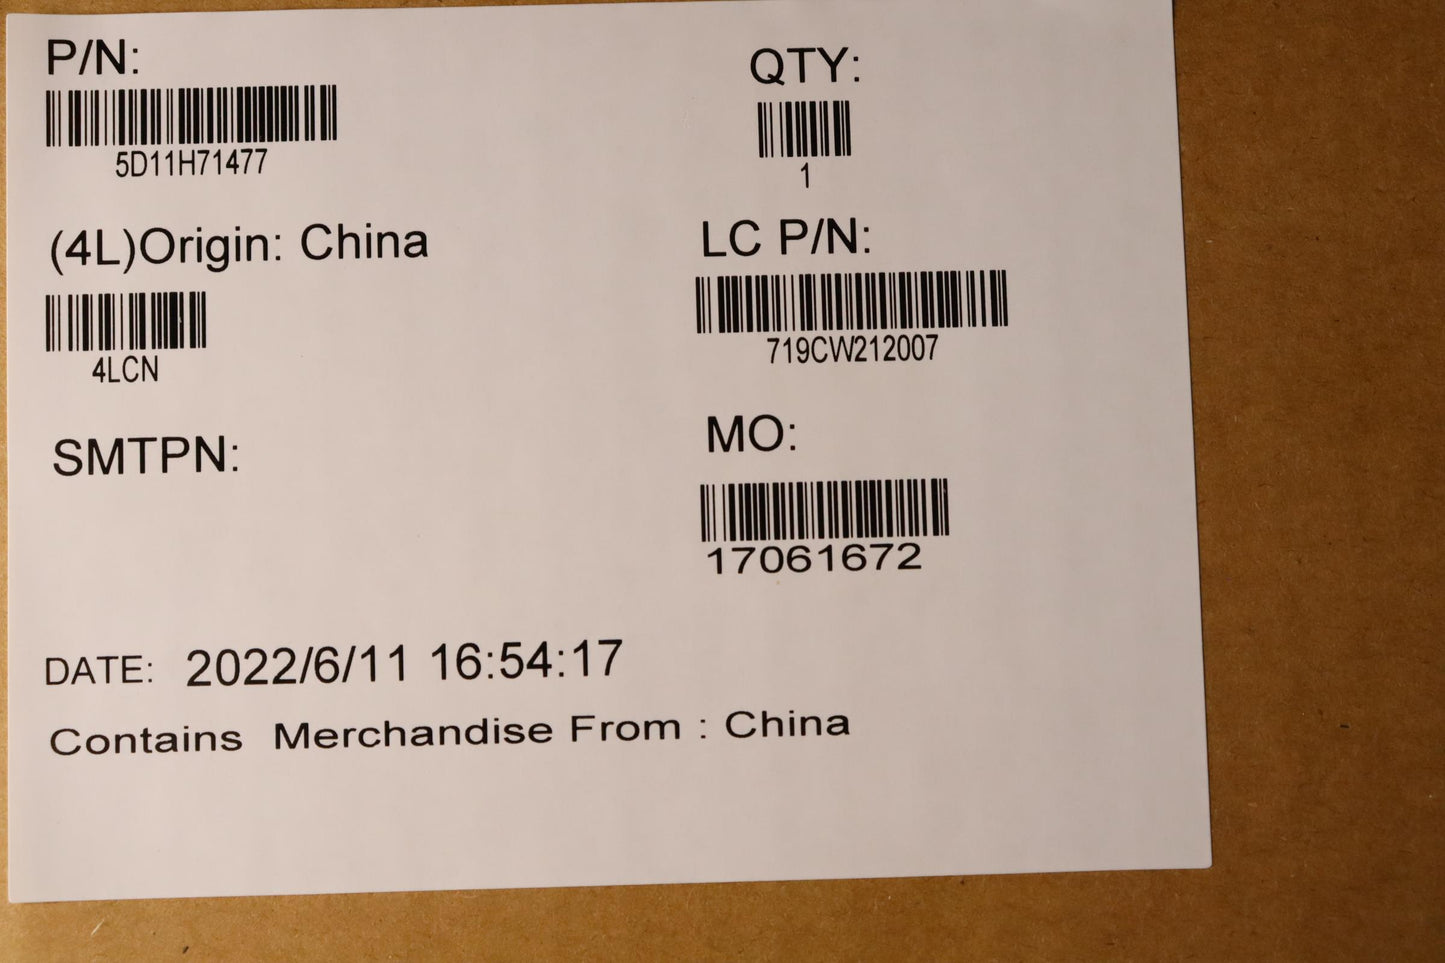 P/N:
5D11H71477
QTY:
1
(4L)Origin: China
4LCN
LC P/N:
719CW212007
SMTPN:
MO:
17061672
DATE: 2022/6/11 16:54:17
Contains Merchandise From : China